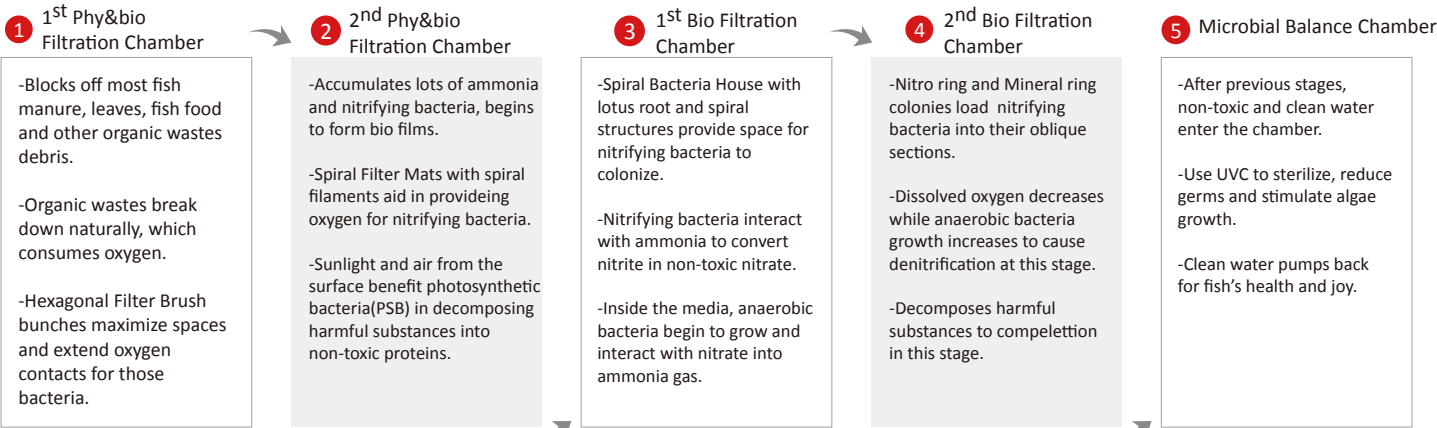 1 1st Phy&bio
Filtration Chamber
-Blocks off most fish
manure, leaves, fish food
and other organic wastes
debris.
-Organic wastes break
down naturally, which
consumes oxygen.
-Hexagonal Filter Brush
bunches maximize spaces
and extend oxygen
contacts for those
bacteria.
2 2nd Phy&bio
Filtration Chamber
-Accumulates lots of ammonia
and nitrifying bacteria, begins
to form bio films.
-Spiral Filter Mats with spiral
filaments aid in provideing
oxygen for nitrifying bacteria.
-Sunlight and air from the
surface benefit photosynthetic
bacteria(PSB) in decomposing
harmful substances into
non-toxic proteins.
3 1st Bio Filtration
Chamber
-Spiral Bacteria House with
lotus root and spiral
structures provide space for
nitrifying bacteria to
colonize.
-Nitrifying bacteria interact
with ammonia to convert
nitrite in non-toxic nitrate.
-Inside the media, anaerobic
bacteria begin to grow and
interact with nitrate into
ammonia gas.
4 2nd Bio Filtration
Chamber
-Nitro ring and Mineral ring
colonies load nitrifying
bacteria into their oblique
sections.
-Dissolved oxygen decreases
while anaerobic bacteria
growth increases to cause
denitrification at this stage.
-Decomposes harmful
substances to compelettion
in this stage.
5 Microbial Balance Chamber
-After previous stages,
non-toxic and clean water
enter the chamber.
-Use UVC to sterilize, reduce
germs and stimulate algae
growth.
-Clean water pumps back
for fish's health and joy.